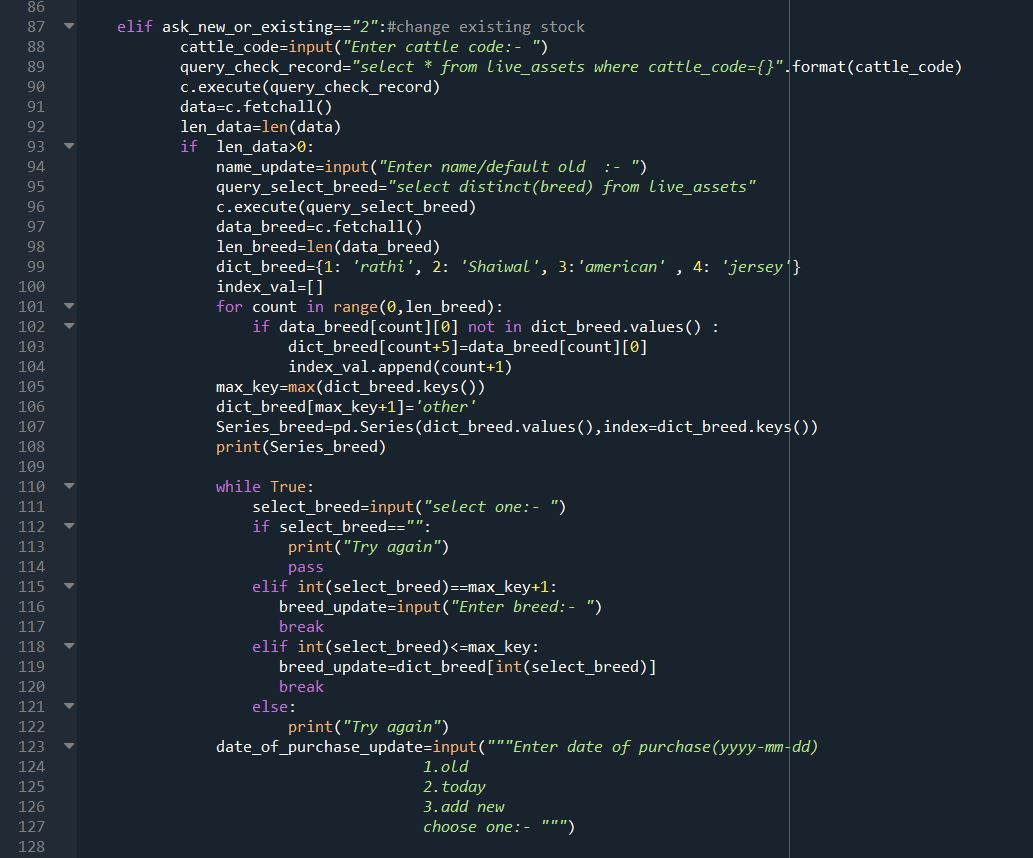 86
87 elif ask_new_or_existing=="2":#change existing stock
88 cattle_code=input("Enter cattle code:- ")
89 query_check_record="select * from live_assets where cattle_code={}".format(cattle_code)
90 c.execute(query_check_record)
91 data=c.fetchall()
92 len_data=len(data)
93 if  len_data>0:
94 name_update=input("Enter name/default old  :- ")
95 query_select_breed="select distinct(breed) from live_assets"
96 c.execute(query_select_breed)
97 data_breed=c.fetchall()
98 len_breed=len(data_breed)
99 dict_breed={1: 'rathi', 2: 'Shaiwal', 3:'american' , 4: 'jersey'}
100 index_val=[]
101 for count in range(0,len_breed):
102 if data_breed[count][0] not in dict_breed.values() :
103 dict_breed[count+5]=data_breed[count][0]
104 index_val.append(count+1)
105 max_key=max(dict_breed.keys())
106 dict_breed[max_key+1]='other'
107 Series_breed=pd.Series(dict_breed.values(),index=dict_breed.keys())
108 print(Series_breed)
109
110 while True:
111 select_breed=input("select one:- ")
112 if select_breed=="":
113 print("Try again")
114 pass
115 elif int(select_breed)==max_key+1:
116 breed_update=input("Enter breed:- ")
117 break
118 elif int(select_breed)<=max_key:
119 breed_update=dict_breed[int(select_breed)]
120 break
121 else:
122 print("Try again")
123 date_of_purchase_update=input("""Enter date of purchase(yyyy-mm-dd)
124 1.old
125 2.today
126 3.add new
127 choose one:- """)
128